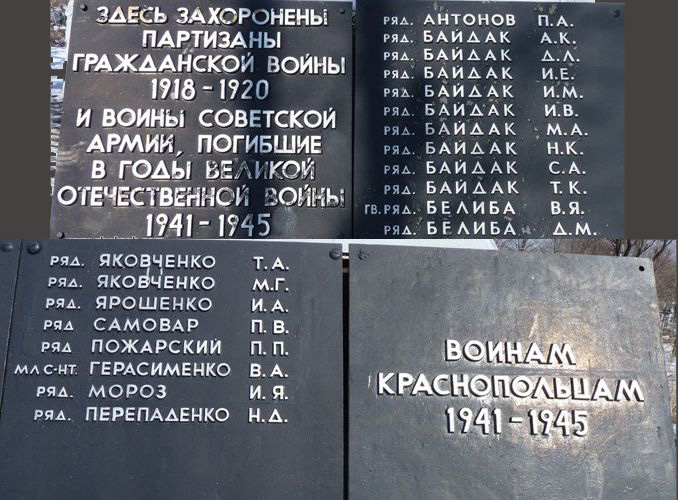 ЗДЕСЬ ЗАХОРОНЕНЫ
ПАРТИЗАНЫ
ГРАЖДАНСКОЙ ВОЙНЫ
1918 - 1920
И ВОИНЫ СОВЕТСКОЙ
АРМИИ, ПОГИБШИЕ
В ГОДЫ ВЕЛИКОЙ
ОТЕЧЕСТВЕННОЙ ВОЙНЫ
1941 - 1945
РЯД. АНТОНОВ П.А.
РЯД. БАЙДАК А.К.
РЯД. БАЙДАК Д.Л.
РЯД. БАЙДАК И.Е.
РЯД. БАЙДАК И.М.
РЯД. БАЙДАК И.В.
РЯД. БАЙДАК М.А.
РЯД. БАЙДАК Н.К.
РЯД. БАЙДАК С.А.
РЯД. БАЙДАК Т.К.
ГВ. РЯД. БЕЛИБА В.Я.
РЯД. БЕЛИБА Д.М.
РЯД. ЯКОВЧЕНКО Т.А.
РЯД. ЯКОВЧЕНКО М.Г.
РЯД. ЯРОШЕНКО И.А.
РЯД САМОВАР П.В.
РЯД ПОЖАРСКИЙ П.П.
МЛ С-НТ. ГЕРАСИМЕНКО В.А.
РЯД. МОРОЗ И.Я.
РЯД. ПЕРЕПАДЕНКО Н.Д.
ВОИНАМ
КРАСНОПОЛЬЦАМ
1941 - 1945